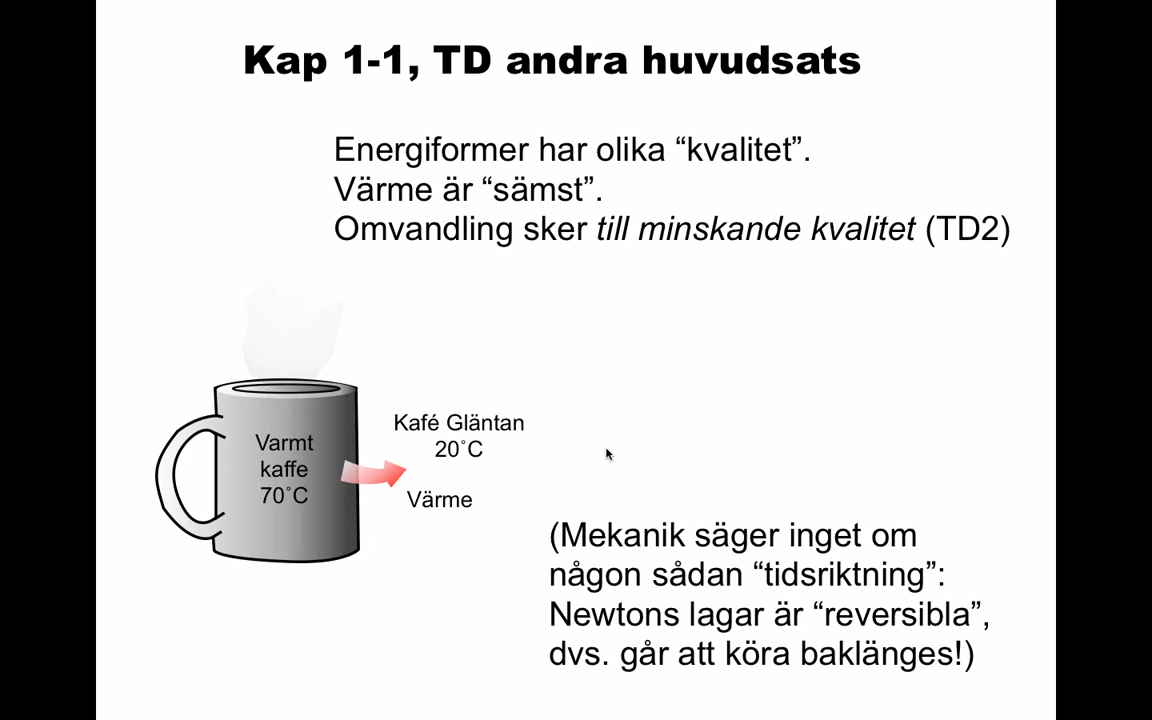 Kap 1-1, TD andra huvudsats
Energiformer har olika “kvalitet”.
Värme är “sämst”.
Omvandling sker till minskande kvalitet (TD2)
Varmt
kaffe
70˚C
Kafé Gläntan
20˚C
Värme
(Mekanik säger inget om
någon sådan “tidsriktning”:
Newtons lagar är “reversibla”,
dvs. går att köra baklänges!)